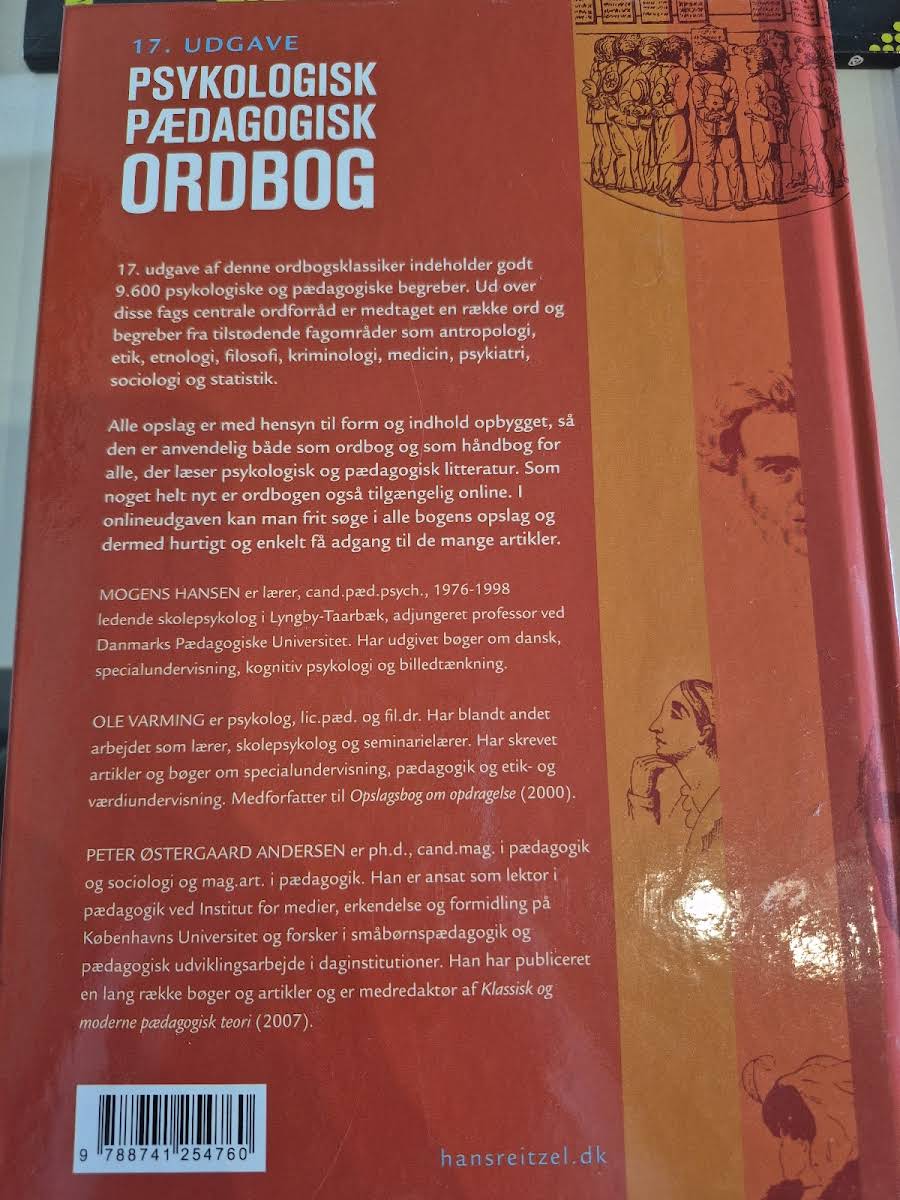 17. UDGAVE
PSYKOLOGISK
PÆDAGOGISK
ORDBOG
17. udgave af denne ordbogsklassiker indeholder godt
9.600 psykologiske og pædagogiske begreber. Ud over
disse fags centrale ordforråd er medtaget en række ord og
begreber fra tilstødende fagområder som antropologi,
etik, etnologi, filosofi, kriminologi, medicin, psykiatri,
sociologi og statistik.
Alle opslag er med hensyn til form og indhold opbygget, så
den er anvendelig både som ordbog og som håndbog for
alle, der læser psykologisk og pædagogisk litteratur. Som
noget helt nyt er ordbogen også tilgængelig online. I
onlineudgaven kan man frit søge i alle bogens opslag og
dermed hurtigt og enkelt få adgang til de mange artikler.
MOGENS HANSEN er lærer, cand.pæd.psych., 1976-1998
ledende skolepsykolog i Lyngby-Taarbæk, adjungeret professor ved
Danmarks Pædagogiske Universitet. Har udgivet bøger om dansk,
specialundervisning, kognitiv psykologi og billedtænkning.
OLE VARMING er psykolog, lic.pæd. og fil.dr. Har blandt andet
arbejdet som lærer, skolepsykolog og seminarielærer. Har skrevet
artikler og bøger om specialundervisning, pædagogik og etik- og
værdiundervisning. Medforfatter til Opslagsbog om opdragelse (2000).
PETER ØSTERGAARD ANDERSEN er ph.d., cand.mag. i pædagogik
og sociologi og mag.art. i pædagogik. Han er ansat som lektor i
pædagogik ved Institut for medier, erkendelse og formidling på
Københavns Universitet og forsker i småbørnspædagogik og
pædagogisk udviklingsarbejde i daginstitutioner. Han har publiceret
en lang række bøger og artikler og er medredaktør af Klassisk og
moderne pædagogisk teori (2007).
9 788741 254760
hansreitzel.dk